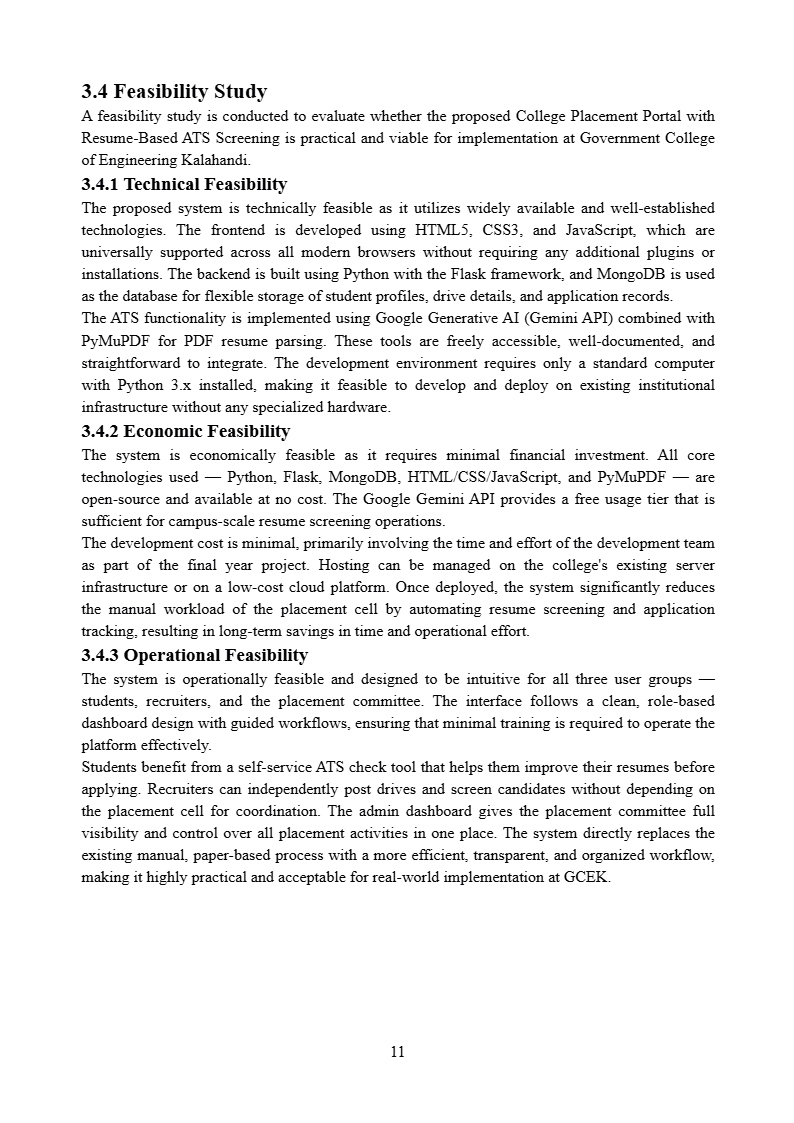 3.4 Feasibility Study
A feasibility study is conducted to evaluate whether the proposed College Placement Portal with
Resume-Based ATS Screening is practical and viable for implementation at Government College
of Engineering Kalahandi.
3.4.1 Technical Feasibility
The proposed system is technically feasible as it utilizes widely available and well-established
technologies. The frontend is developed using HTML5, CSS3, and JavaScript, which are
universally supported across all modern browsers without requiring any additional plugins or
installations. The backend is built using Python with the Flask framework, and MongoDB is used
as the database for flexible storage of student profiles, drive details, and application records.
The ATS functionality is implemented using Google Generative AI (Gemini API) combined with
PyMuPDF for PDF resume parsing. These tools are freely accessible, well-documented, and
straightforward to integrate. The development environment requires only a standard computer
with Python 3.x installed, making it feasible to develop and deploy on existing institutional
infrastructure without any specialized hardware.
3.4.2 Economic Feasibility
The system is economically feasible as it requires minimal financial investment. All core
technologies used — Python, Flask, MongoDB, HTML/CSS/JavaScript, and PyMuPDF — are
open-source and available at no cost. The Google Gemini API provides a free usage tier that is
sufficient for campus-scale resume screening operations.
The development cost is minimal, primarily involving the time and effort of the development team
as part of the final year project. Hosting can be managed on the college's existing server
infrastructure or on a low-cost cloud platform. Once deployed, the system significantly reduces
the manual workload of the placement cell by automating resume screening and application
tracking, resulting in long-term savings in time and operational effort.
3.4.3 Operational Feasibility
The system is operationally feasible and designed to be intuitive for all three user groups —
students, recruiters, and the placement committee. The interface follows a clean, role-based
dashboard design with guided workflows, ensuring that minimal training is required to operate the
platform effectively.
Students benefit from a self-service ATS check tool that helps them improve their resumes before
applying. Recruiters can independently post drives and screen candidates without depending on
the placement cell for coordination. The admin dashboard gives the placement committee full
visibility and control over all placement activities in one place. The system directly replaces the
existing manual, paper-based process with a more efficient, transparent, and organized workflow,
making it highly practical and acceptable for real-world implementation at GCEK.
11